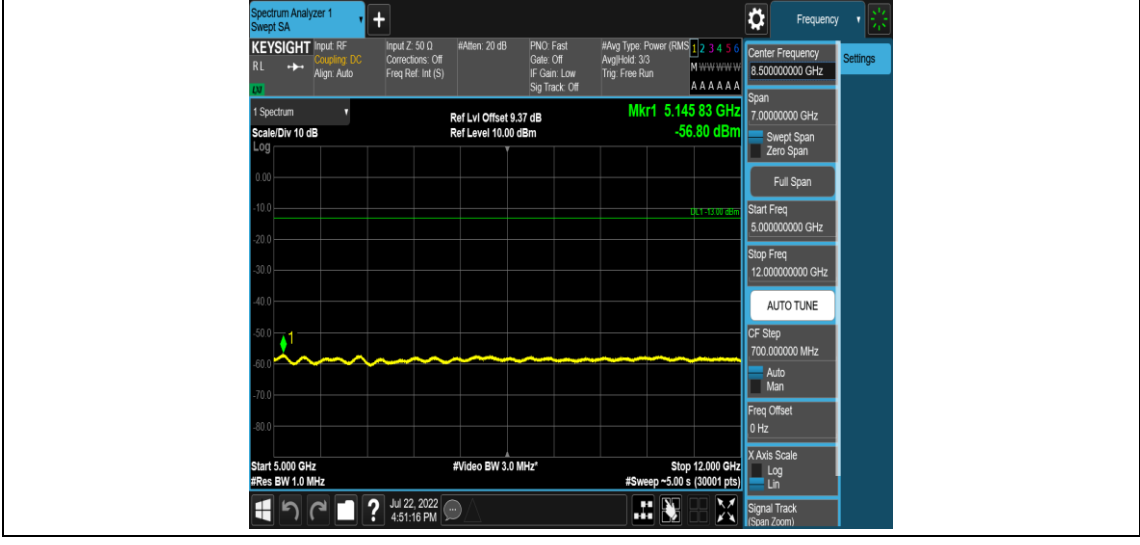 Spectrum Analyzer 1
Swept SA
Frequency
KEYSIGHT
RL
Input: RF
Coupling: DC
Align: Auto
Input Z: 50 Ω
Corrections: Off
Freq Ref: Int (S)
#Atten: 20 dB
PNO: Fast
Gate: Off
IF Gain: Low
Sig Track: Off
#Avg Type: Power (RMS
Avg|Hold: 3/3
Trig: Free Run
1 2 3 4 5 6
M W W W W W
A A A A A A
1 Spectrum
Scale/Div 10 dB
Log
Ref Lvl Offset 9.37 dB
Ref Level 10.00 dBm
Mkr1 5.145 83 GHz
-56.80 dBm
0.00
-10.0
DL1 -13.00 dBm
-20.0
-30.0
-40.0
-50.0
1
-60.0
-70.0
-80.0
Start 5.000 GHz
#Res BW 1.0 MHz
#Video BW 3.0 MHz*
Stop 12.000 GHz
#Sweep ~5.00 s (30001 pts)
Jul 22, 2022
4:51:16 PM
Center Frequency
8.500000000 GHz
Settings
Span
7.00000000 GHz
Swept Span
Zero Span
Full Span
Start Freq
5.000000000 GHz
Stop Freq
12.000000000 GHz
AUTO TUNE
CF Step
700.000000 MHz
Auto
Man
Freq Offset
0 Hz
X Axis Scale
Log
Lin
Signal Track
(Span Zoom)